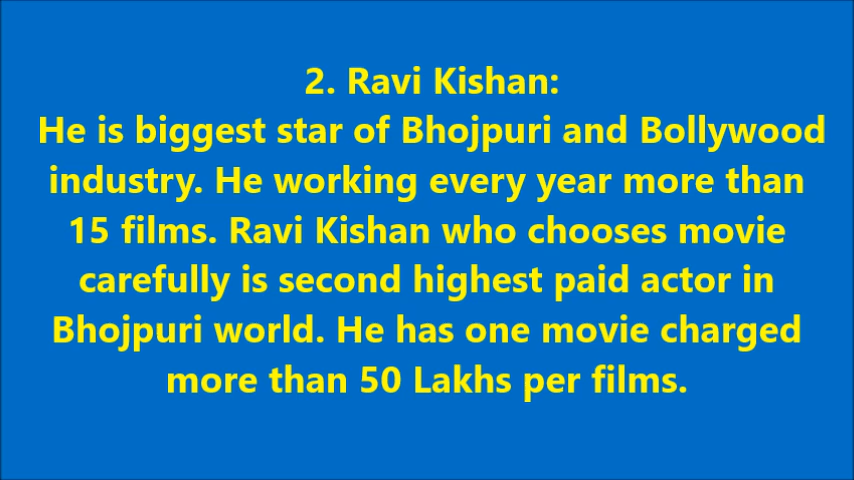 2. Ravi Kishan:
He is biggest star of Bhojpuri and Bollywood
industry. He working every year more than
15 films. Ravi Kishan who chooses movie
carefully is second highest paid actor in
Bhojpuri world. He has one movie charged
more than 50 Lakhs per films.